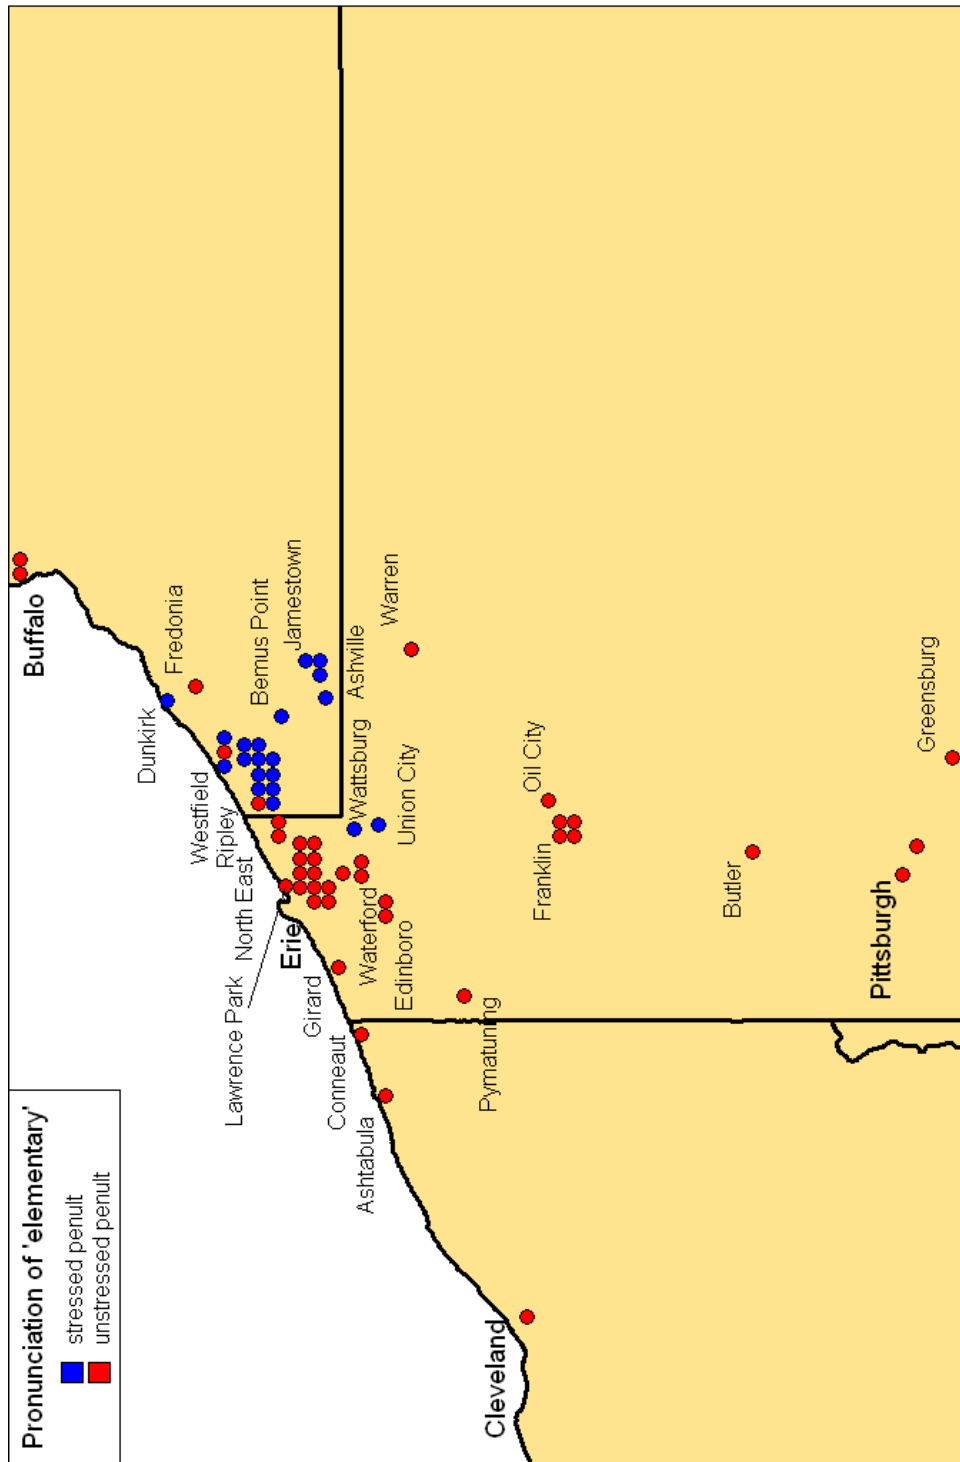 Pronunciation of 'elementary'
stressed penult
unstressed penult
Buffalo
Dunkirk
Fredonia
Westfield
Ripley
Bemus Point
Jamestown
North East
Lawrence Park
Erie
Ashville
Wattsburg
Girard
Waterford
Union City
Warren
Conneaut
Edinboro
Ashtabula
Pymatuning
Cleveland
Oil City
Franklin
Butler
Pittsburgh
Greensburg